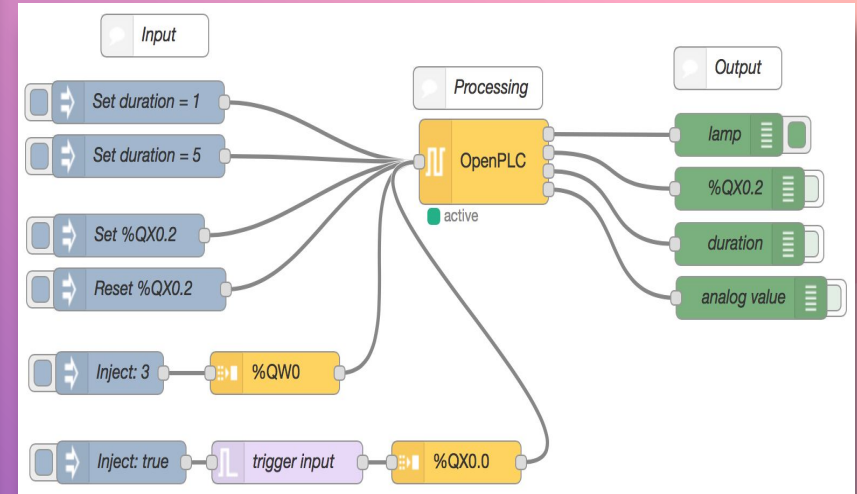 Input
Set duration = 1
Set duration = 5
Set %QX0.2
Reset %QX0.2
Inject: 3
%QW0
Inject: true
trigger input
%QX0.0
Processing
OpenPLC
active
Output
lamp
%QX0.2
duration
analog value